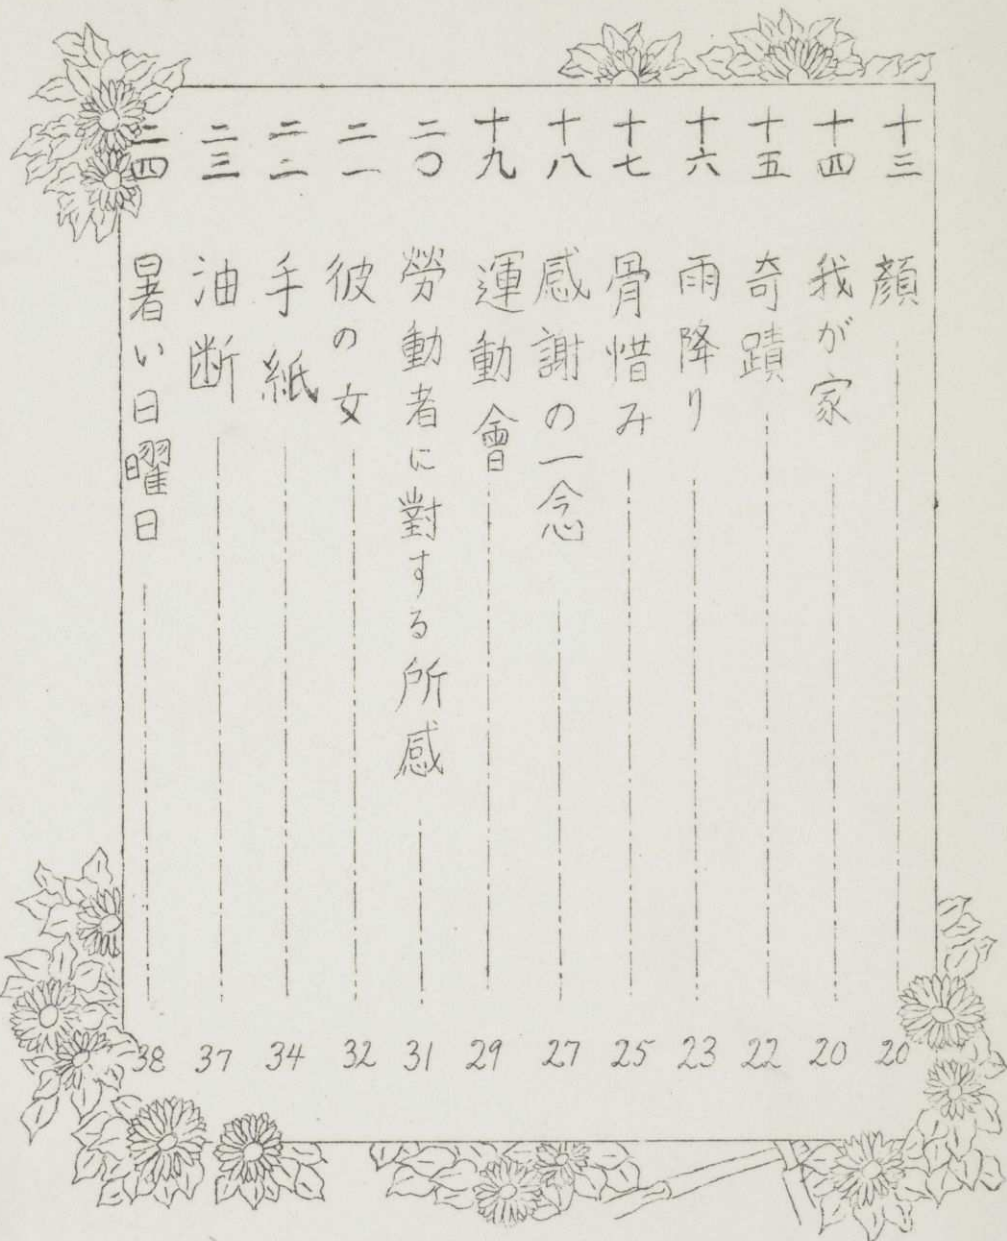 十三 顔 20
十四 我が家 20
十五 奇蹟 22
十六 雨降り 23
十七 骨惜み 25
十八 感謝の一念 27
十九 運動會 29
二〇 勞動者に對する所感 31
二一 彼の女 32
二二 手紙 34
二三 油断 37
二四 暑い日曜日 38